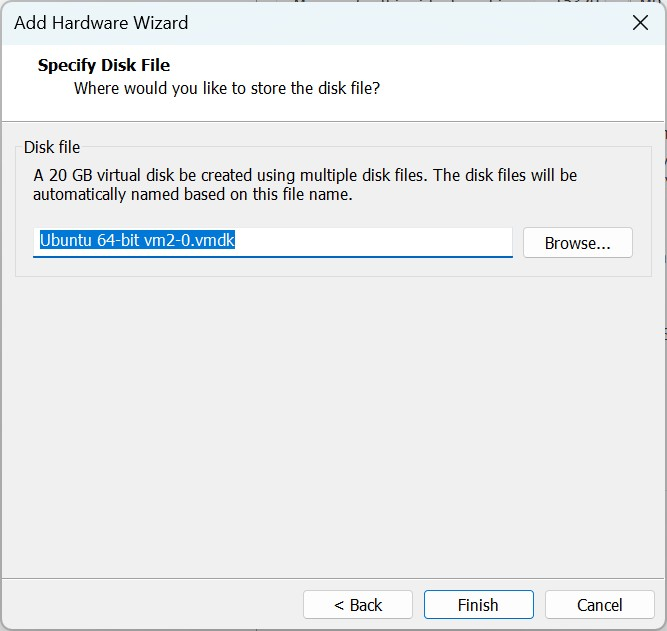 Add Hardware Wizard
Specify Disk File
Where would you like to store the disk file?
Disk file
A 20 GB virtual disk be created using multiple disk files. The disk files will be
automatically named based on this file name.
Ubuntu 64-bit vm2-0.vmdk
Browse...
< Back
Finish
Cancel